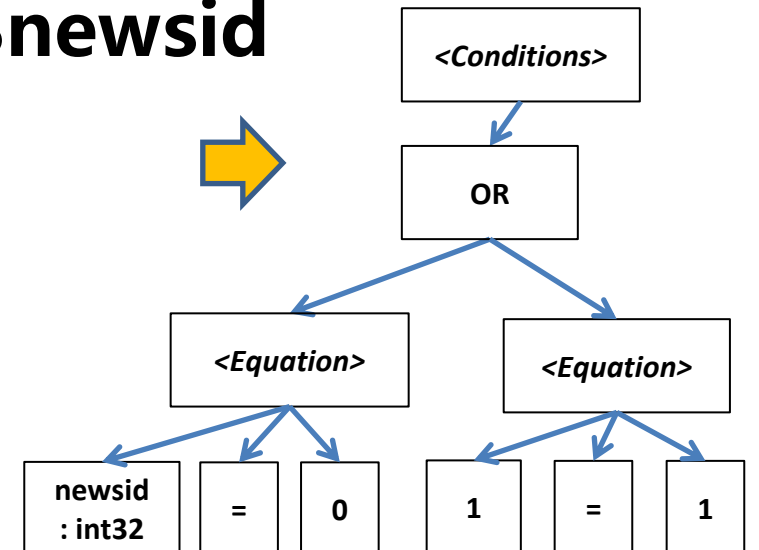 newsid
<Conditions>
OR
<Equation>
<Equation>
newsid
: int32
=
0
1
=
1